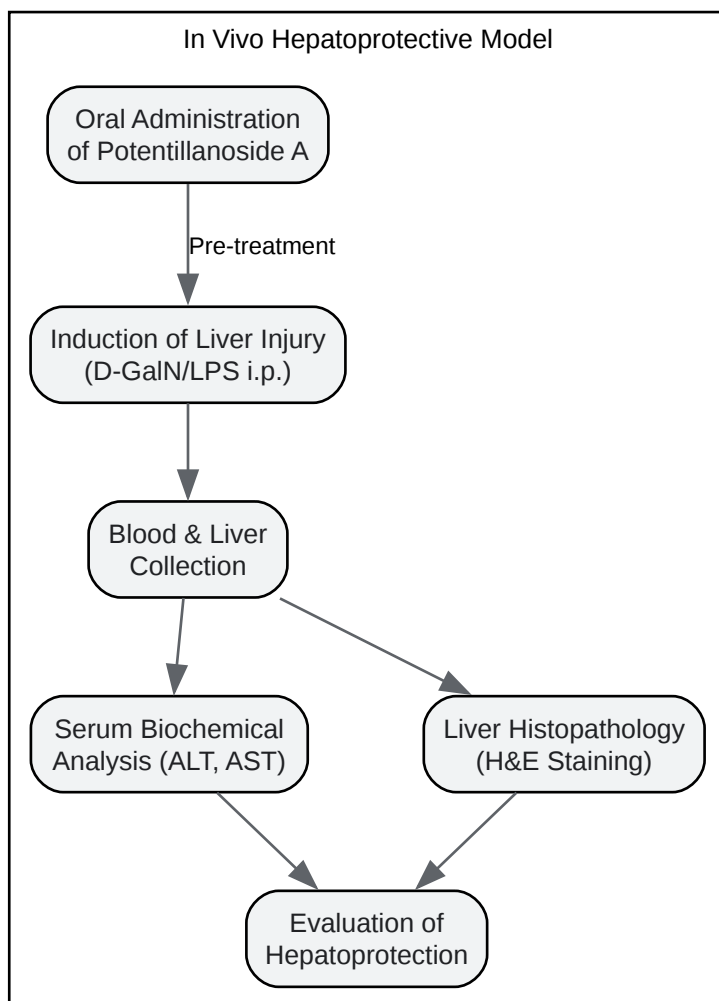 In Vivo Hepatoprotective Model
Oral Administration
of Potentillanoside A
Pre-treatment
Induction of Liver Injury
(D-GalN/LPS i.p.)
Blood & Liver
Collection
Serum Biochemical
Analysis (ALT, AST)
Liver Histopathology
(H&E Staining)
Evaluation of
Hepatoprotection